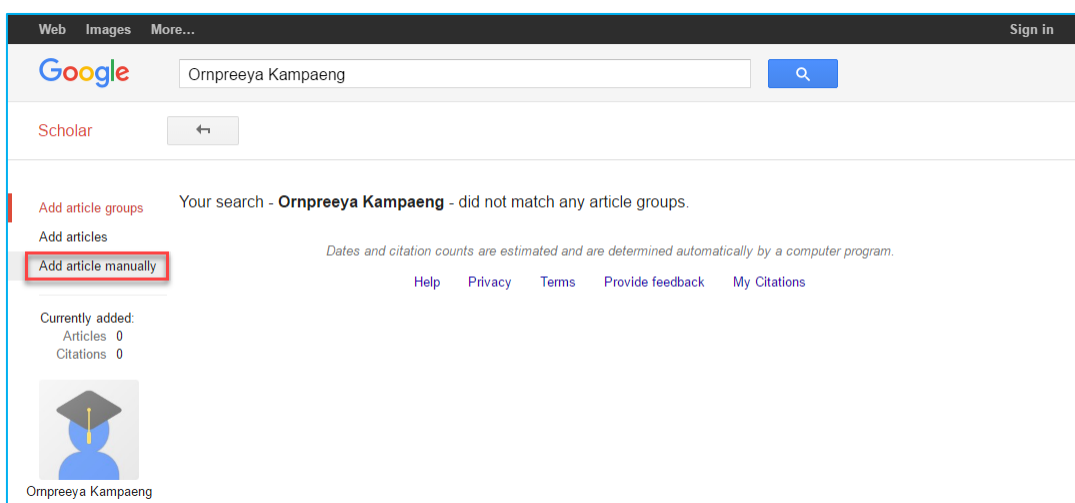 Web Images More... Sign in
Google Ornpreeya Kampaeng
Scholar
Add article groups
Add articles
Add article manually
Your search - Ornpreeya Kampaeng - did not match any article groups.
Dates and citation counts are estimated and are determined automatically by a computer program.
Help Privacy Terms Provide feedback My Citations
Currently added:
Articles 0
Citations 0
Ornpreeya Kampaeng